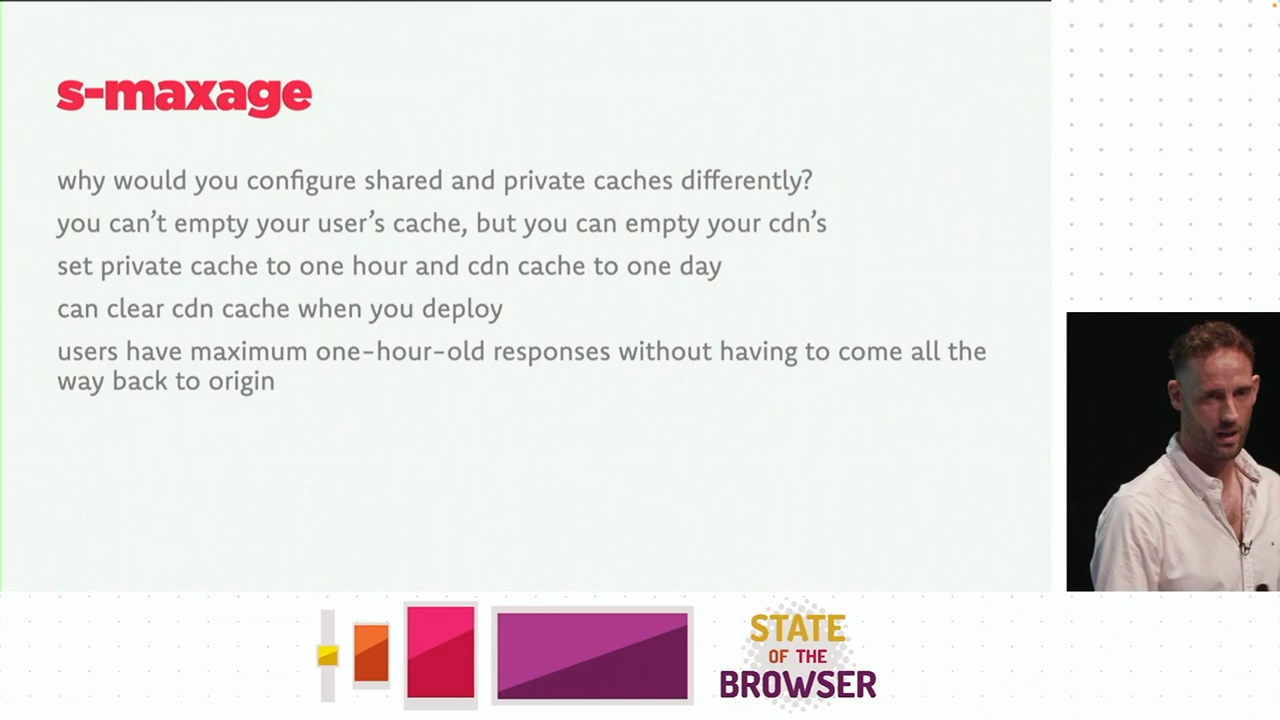 s-maxage
why would you configure shared and private caches differently?
you can’t empty your user’s cache, but you can empty your cdn’s
set private cache to one hour and cdn cache to one day
can clear cdn cache when you deploy
users have maximum one-hour-old responses without having to come all the
way back to origin
STATE
OF THE
BROWSER